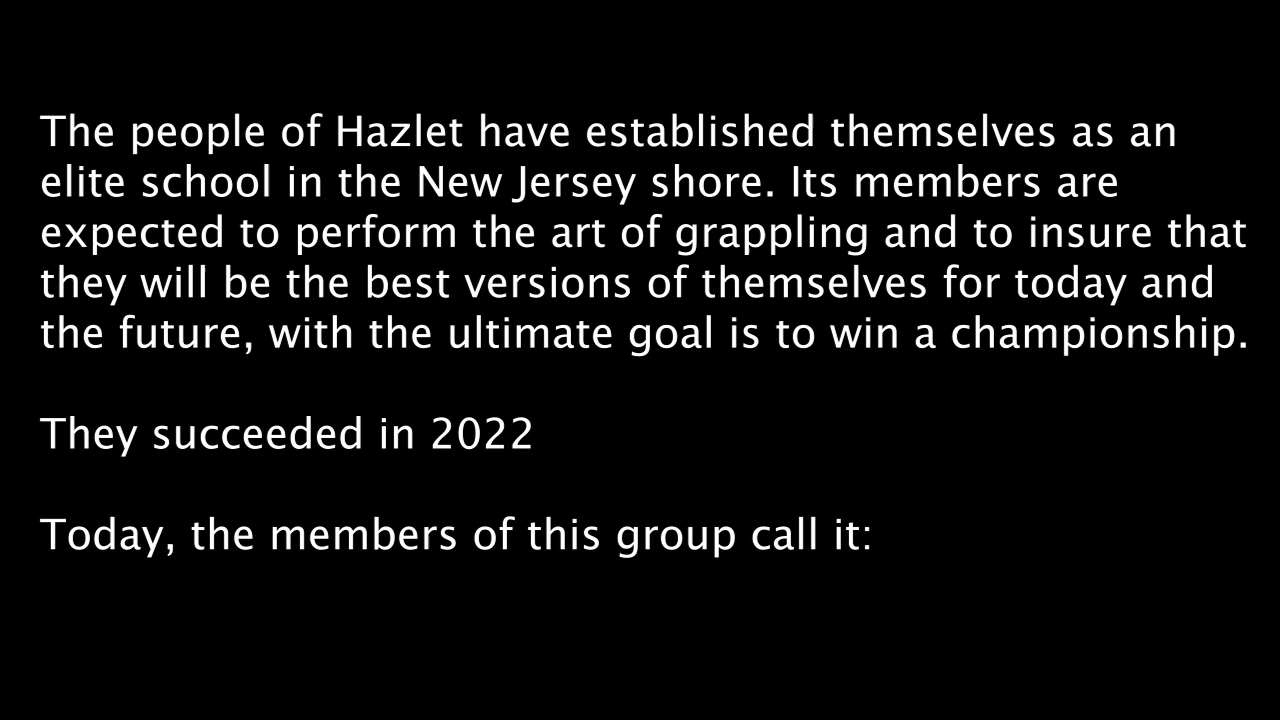 The people of Hazlet have established themselves as an
elite school in the New Jersey shore. Its members are
expected to perform the art of grappling and to insure that
they will be the best versions of themselves for today and
the future, with the ultimate goal is to win a championship.
They succeeded in 2022
Today, the members of this group call it: